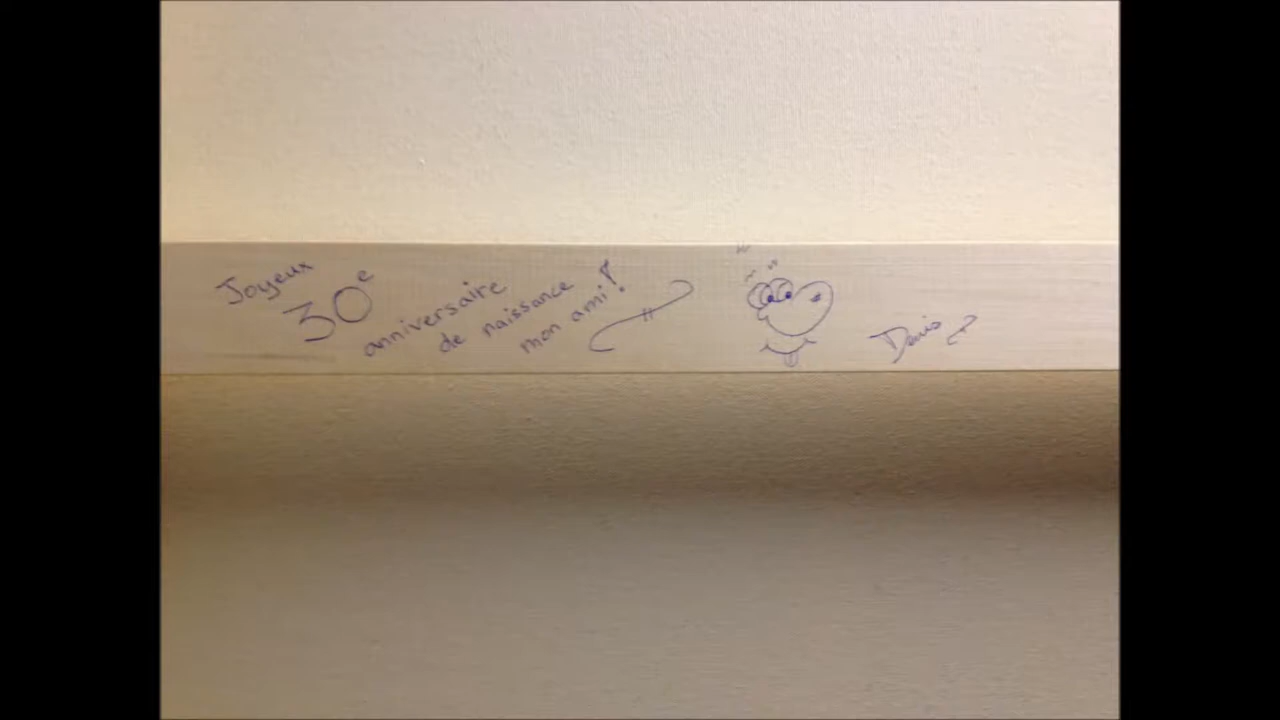 Joyeux
30e
anniversaire
de naissance
mon ami!